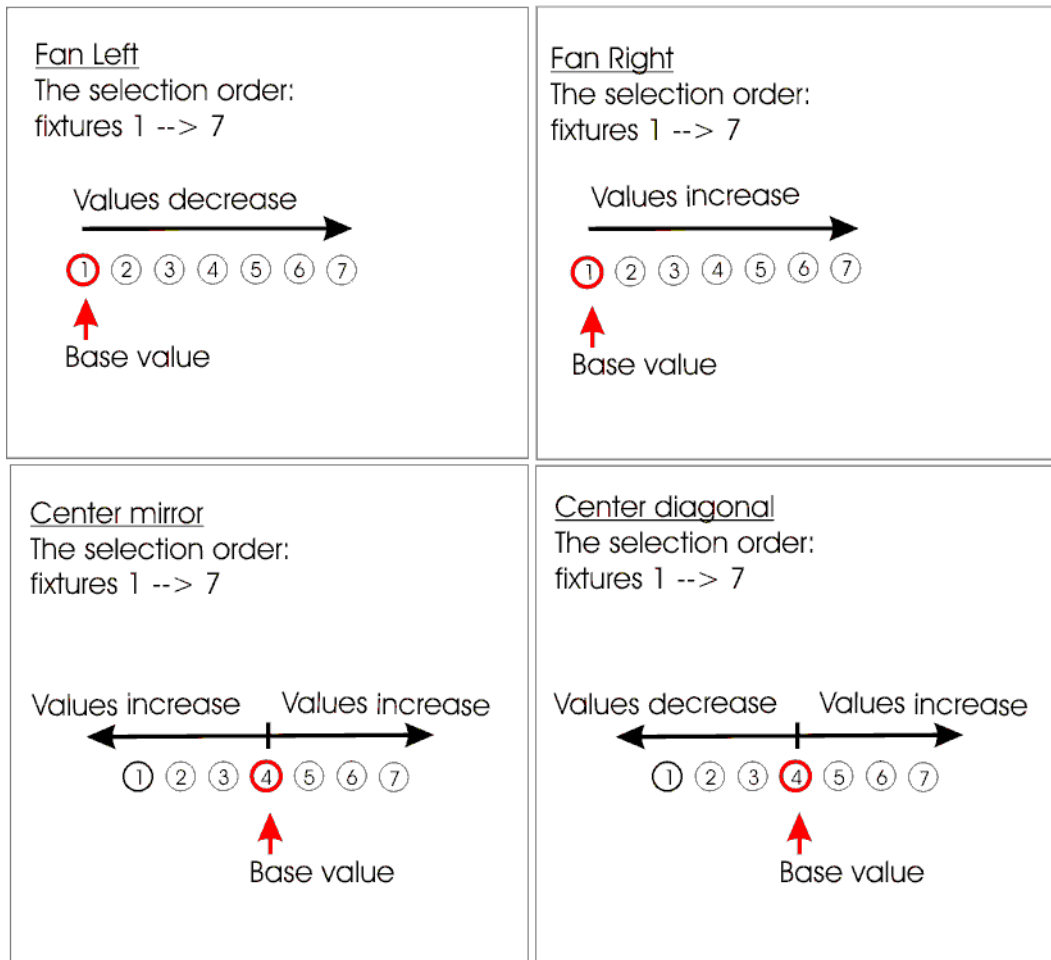 Fan Left
The selection order:
fixtures 1 --> 7
Values decrease
1 2 3 4 5 6 7
Base value
Fan Right
The selection order:
fixtures 1 --> 7
Values increase
1 2 3 4 5 6 7
Base value
Center mirror
The selection order:
fixtures 1 --> 7
Values increase Values increase
1 2 3 4 5 6 7
Base value
Center diagonal
The selection order:
fixtures 1 --> 7
Values decrease Values increase
1 2 3 4 5 6 7
Base value